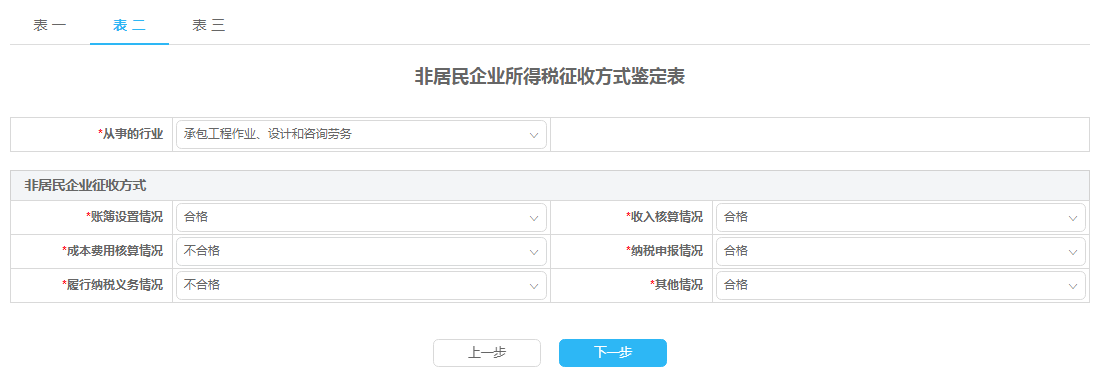 表 一 表 二 表 三
非居民企业所得税征收方式鉴定表
*从事的行业 承包工程作业、设计和咨询劳务
非居民企业征收方式
*账簿设置情况 合格 *收入核算情况 合格
*成本费用核算情况 不合格 *纳税申报情况 合格
*履行纳税义务情况 不合格 *其他情况 合格
上一步 下一步